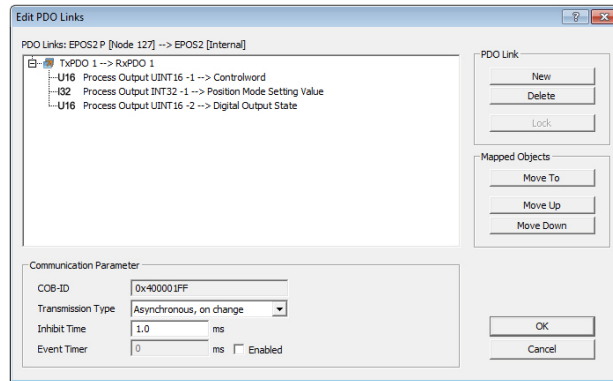 Edit PDO Links
PDO Links: EPOS2 P [Node 127] --> EPOS2 [Internal]
TxPDO 1 --> RxPDO 1
U16 Process Output UINT16 -1 --> Controlword
I32 Process Output INT32 -1 --> Position Mode Setting Value
U16 Process Output UINT16 -2 --> Digital Output State
PDO Link
New
Delete
Lock
Mapped Objects
Move To
Move Up
Move Down
Communication Parameter
COB-ID 0x400001FF
Transmission Type Asynchronous, on change
Inhibit Time 1.0 ms
Event Timer 0 ms Enabled
OK
Cancel